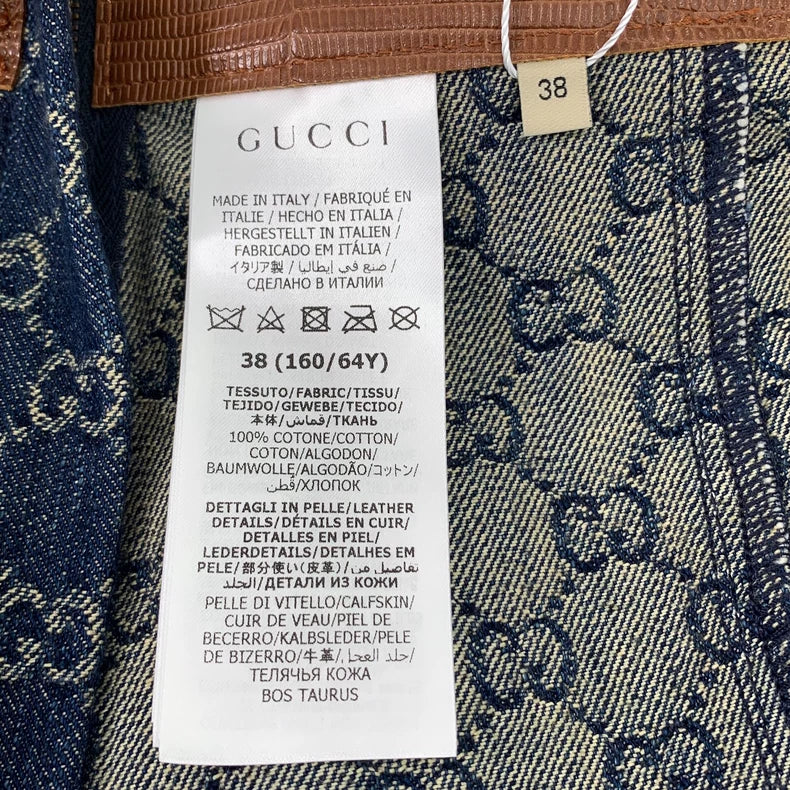 38
GUCCI
MADE IN ITALY / FABRIQUÉ EN
ITALIE / HECHO EN ITALIA /
HERGESTELLT IN ITALIEN /
FABRICADO EM ITÁLIA /
イタリア製 / صنع في إيطاليا /
СДЕЛАНО В ИТАЛИИ
38 (160/64Y)
TESSUTO/FABRIC/TISSU/
TEJIDO/GEWEBE/TECIDO/
本体/قماش/ТКАНЬ
100% COTONE/COTTON/
COTON/ALGODON/
BAUMWOLLE/ALGODÃO/コットン/
قطن/ХЛОПОК
DETTAGLI IN PELLE/LEATHER
DETAILS/DÉTAILS EN CUIR/
DETALLES EN PIEL/
LEDERDETAILS/DETALHES EM
PELE/部分使い(皮革)/تفاصيل من
الجلد/ДЕТАЛИ ИЗ КОЖИ
PELLE DI VITELLO/CALFSKIN/
CUIR DE VEAU/PIEL DE
BECERRO/KALBSLEDER/PELE
DE BIZERRO/牛革/جلد العجل/
ТЕЛЯЧЬЯ КОЖА
BOS TAURUS